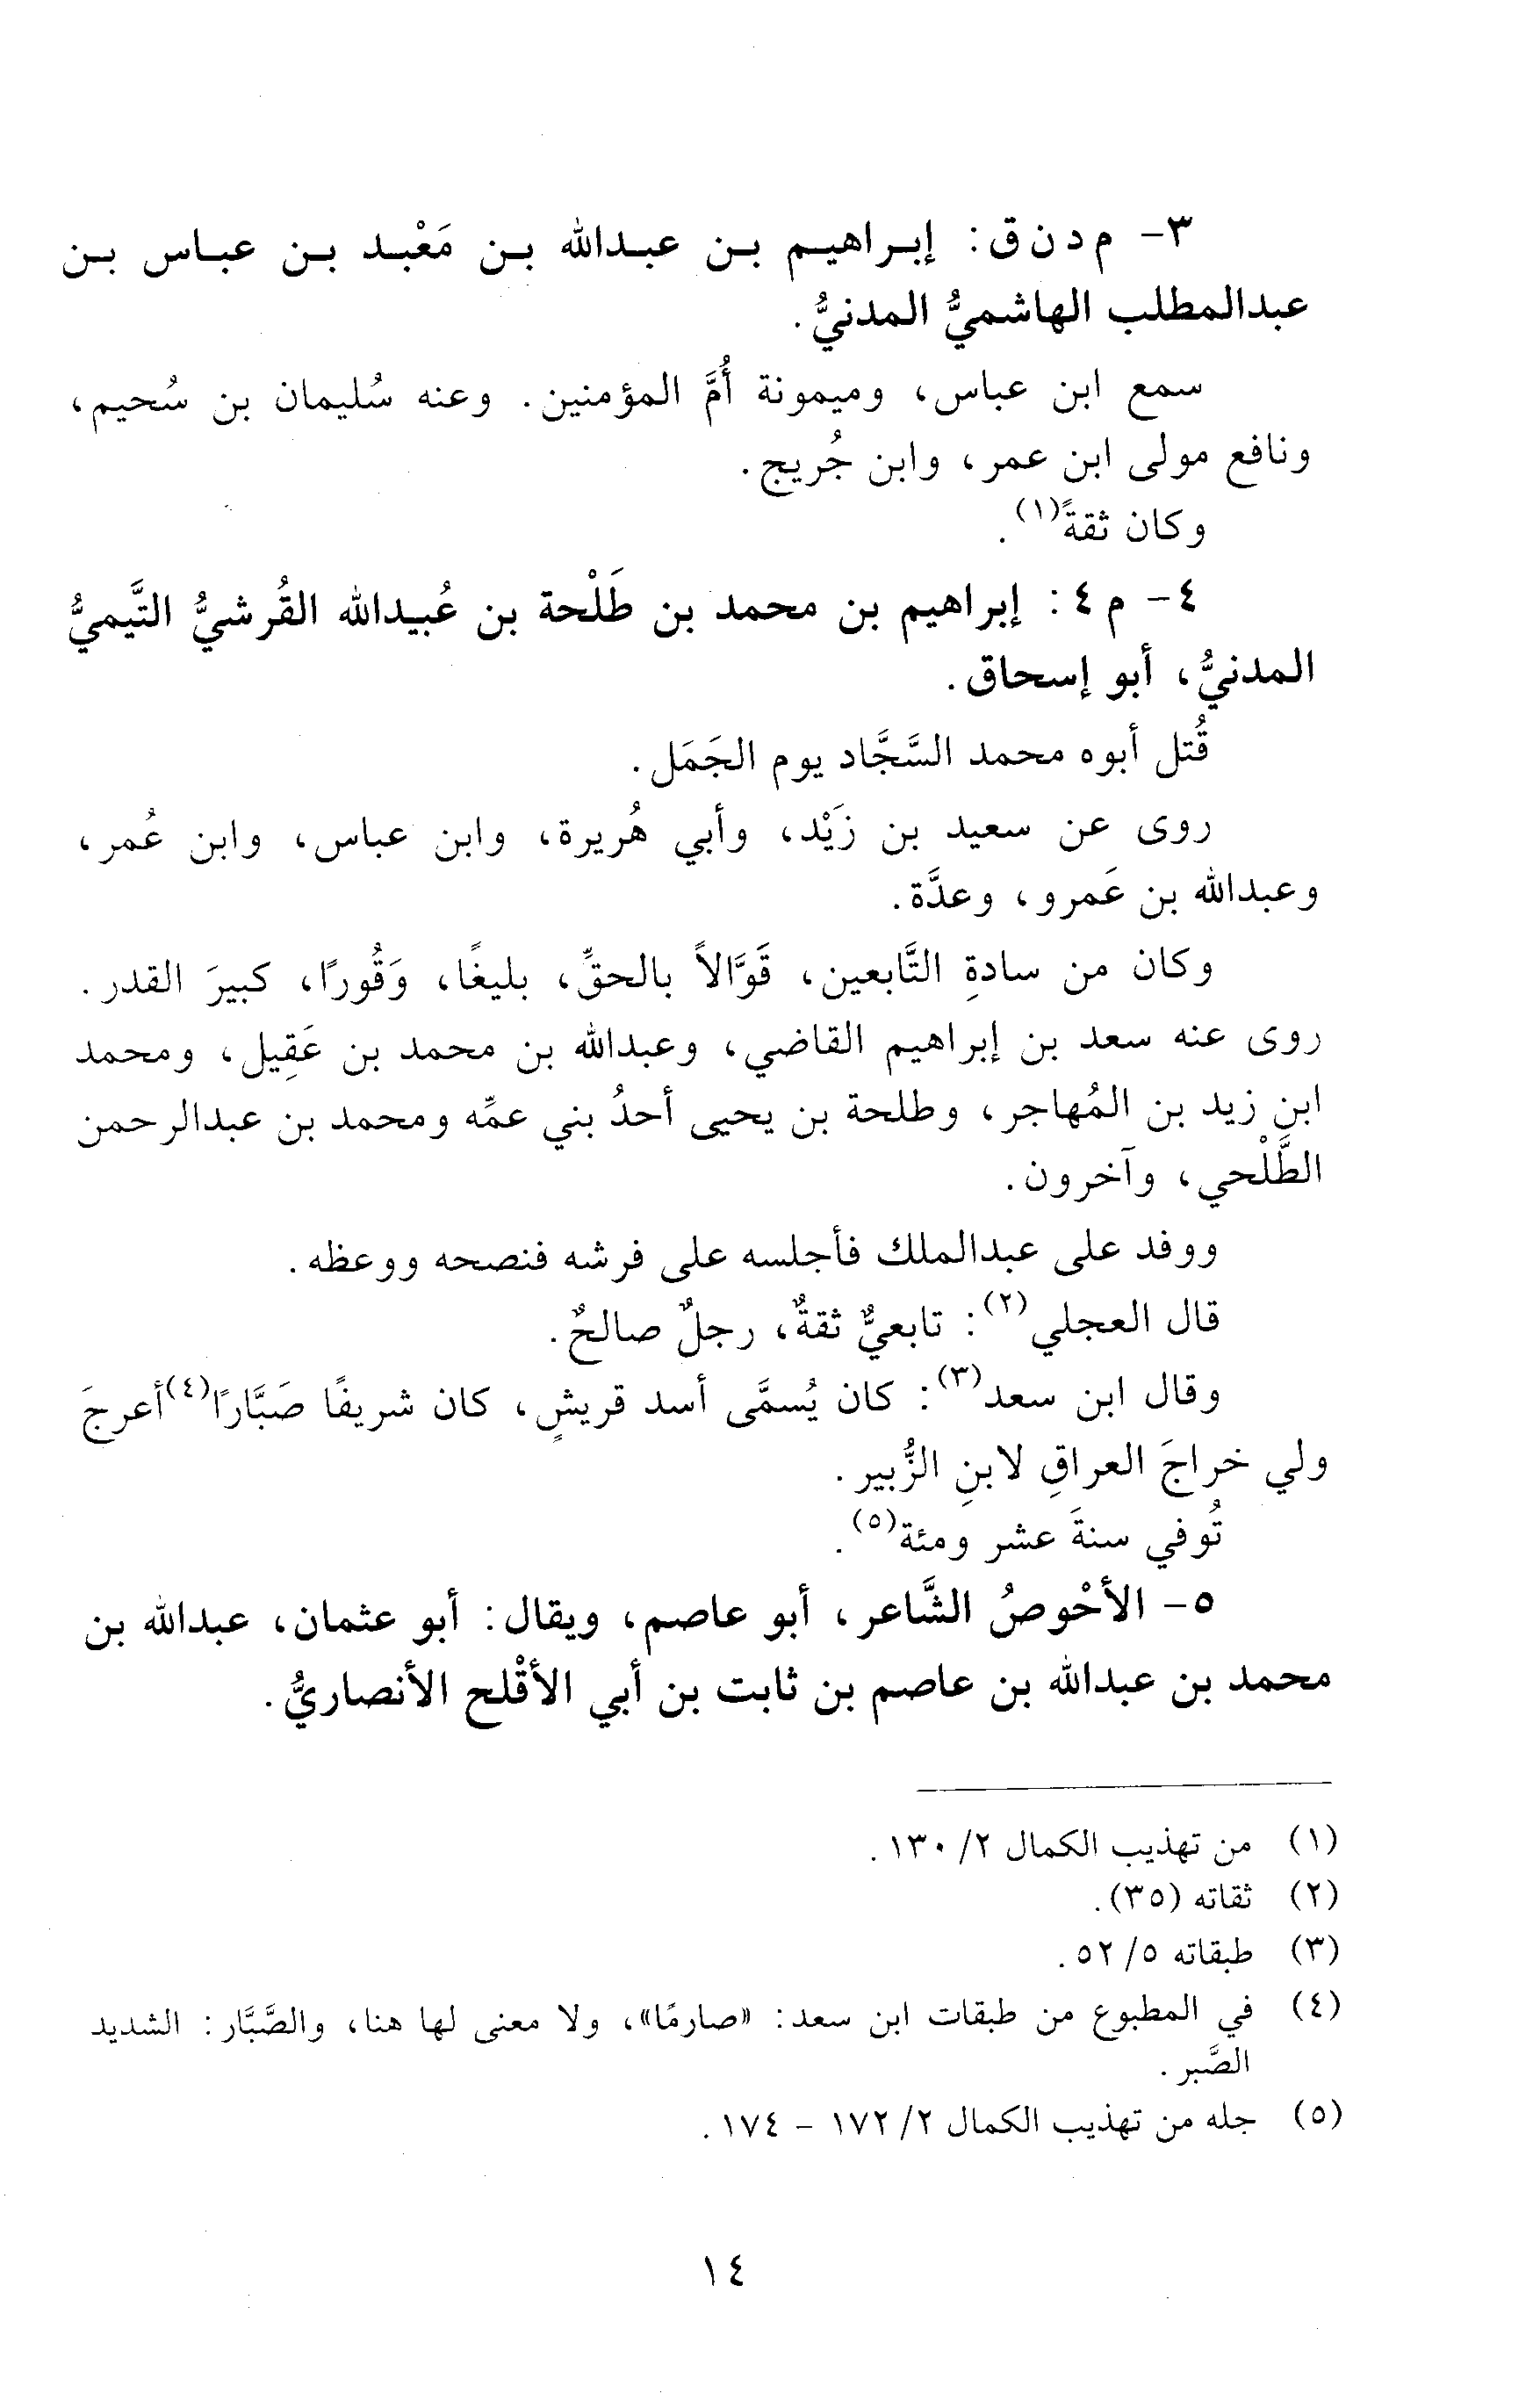 ٣- م د ن ق: إبراهيم بن عبدالله بن مَعْبد بن عباس بن
عبدالمطلب الهاشميُّ المدنيُّ.
سمع ابن عباس، وميمونة أُمَّ المؤمنين. وعنه سُليمان بن سُحيم،
ونافع مولى ابن عمر، وابن جُريج.
وكان ثقةً(١).
٤- م ٤: إبراهيم بن محمد بن طَلْحة بن عُبيدالله القُرشيُّ التَّيميُّ
المدنيُّ، أبو إسحاق.
قُتل أبوه محمد السَّجَّاد يوم الجَمَل.
روى عن سعيد بن زَيْد، وأبي هُريرة، وابن عباس، وابن عُمر،
وعبدالله بن عَمرو، وعدَّة.
وكان من سادةِ التَّابعين، قَوَّالاً بالحقِّ، بليغًا، وَقُورًا، كبيرَ القدر.
روى عنه سعد بن إبراهيم القاضي، وعبدالله بن محمد بن عَقِيل، ومحمد
ابن زيد بن المُهاجر، وطلحة بن يحيى أحدُ بني عمِّه ومحمد بن عبدالرحمن
الطَّلْحي، وآخرون.
ووفد على عبدالملك فأجلسه على فرشه فنصحه ووعظه.
قال العجلي(٢): تابعيٌّ ثقةٌ، رجلٌ صالحٌ.
وقال ابن سعد(٣): كان يُسمَّى أسد قريشٍ، كان شريفًا صَبَّارًا(٤) أعرجَ
ولي خراجَ العراقِ لابنِ الزُّبير.
تُوفي سنةَ عشر ومئة(٥).
٥- الأحْوصُ الشَّاعر، أبو عاصم، ويقال: أبو عثمان، عبدالله بن
محمد بن عبدالله بن عاصم بن ثابت بن أبي الأقْلح الأنصاريُّ.
(١) من تهذيب الكمال ٢/ ١٣٠.
(٢) ثقاته (٣٥).
(٣) طبقاته ٥/ ٥٢.
(٤) في المطبوع من طبقات ابن سعد: «صارمًا»، ولا معنى لها هنا، والصَّبَّار: الشديد
الصَّبر.
(٥) جله من تهذيب الكمال ٢/ ١٧٢ - ١٧٤.
١٤